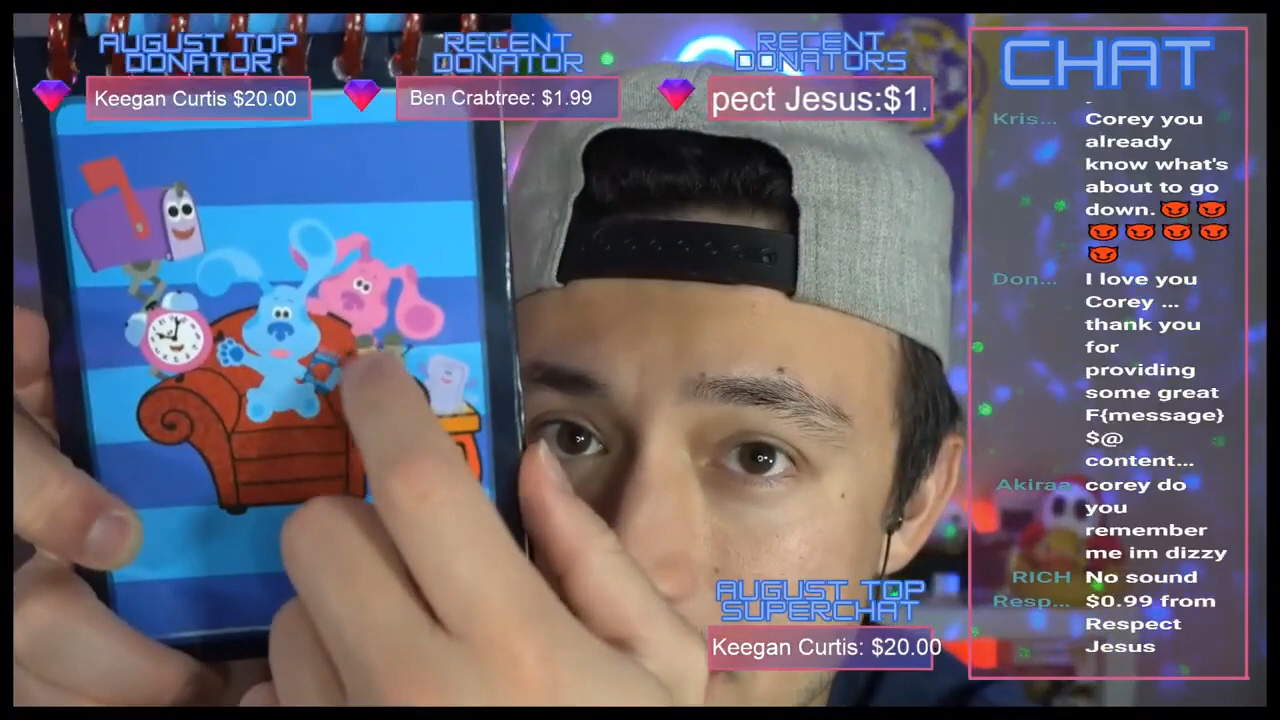 AUGUST TOP
DONATOR
Keegan Curtis $20.00
RECENT
DONATOR
Ben Crabtree: $1.99
RECENT
DONATORS
pect Jesus:$1.
CHAT
Kris... Corey you
already
know what's
about to go
down. 😈 😈
😈 😈 😈 😈
😈
Don... I love you
Corey ...
thank you
for
providing
some great
F{message}
$@
content...
Akiraa corey do
you
remember
me im dizzy
RICH No sound
Resp... $0.99 from
Respect
Jesus
AUGUST TOP
SUPERCHAT
Keegan Curtis: $20.00